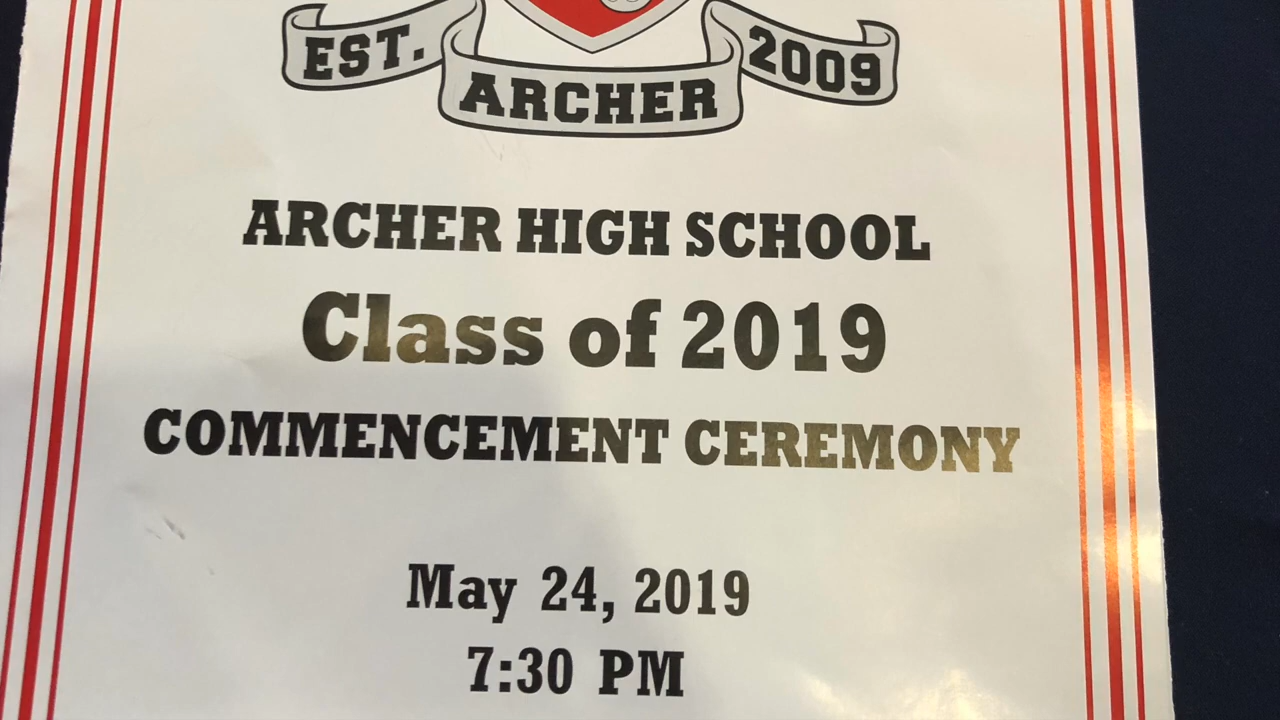 EST. ARCHER 2009
ARCHER HIGH SCHOOL
Class of 2019
COMMENCEMENT CEREMONY
May 24, 2019
7:30 PM